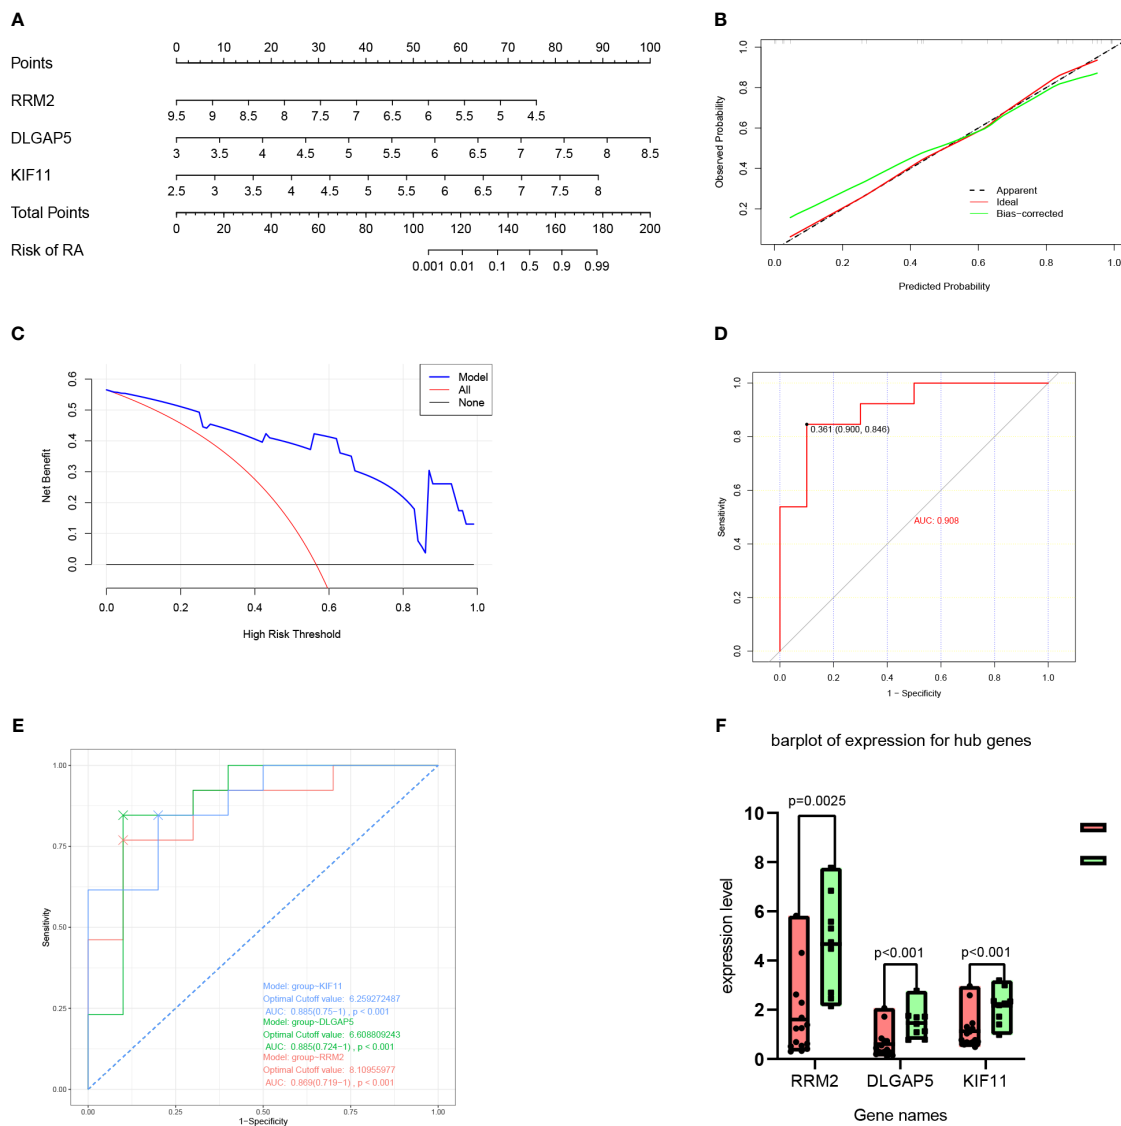 A
Points
0 10 20 30 40 50 60 70 80 90 100
RRM2
9.5 9 8.5 8 7.5 7 6.5 6 5.5 5 4.5
DLGAP5
3 3.5 4 4.5 5 5.5 6 6.5 7 7.5 8 8.5
KIF11
2.5 3 3.5 4 4.5 5 5.5 6 6.5 7 7.5 8
Total Points
0 20 40 60 80 100 120 140 160 180 200
Risk of RA
0.001 0.01 0.1 0.5 0.9 0.99
B
Observed Probability
1.0
0.8
0.6
0.4
0.2
Apparent
Ideal
Bias−corrected
0.0 0.2 0.4 0.6 0.8 1.0
Predicted Probability
C
Net Benefit
0.6
0.5
0.4
0.3
0.2
0.1
0.0
Model
All
None
0.0 0.2 0.4 0.6 0.8 1.0
High Risk Threshold
D
Sensitivity
1.0
0.8
0.6
0.4
0.2
0.0
0.361 (0.900, 0.846)
AUC: 0.908
0.0 0.2 0.4 0.6 0.8 1.0
1 − Specificity
E
Sensitivity
1.00
0.75
0.50
0.25
0.00
Model: group~KIF11
Optimal Cutoff value: 6.259272487
AUC: 0.885(0.75−1) , p < 0.001
Model: group~DLGAP5
Optimal Cutoff value: 6.608809243
AUC: 0.885(0.724−1) , p < 0.001
Model: group~RRM2
Optimal Cutoff value: 8.10955977
AUC: 0.869(0.719−1) , p < 0.001
0.00 0.25 0.50 0.75 1.00
1−Specificity
F
barplot of expression for hub genes
expression level
10
8
6
4
2
0
p=0.0025
p<0.001
p<0.001
RRM2 DLGAP5 KIF11
Gene names